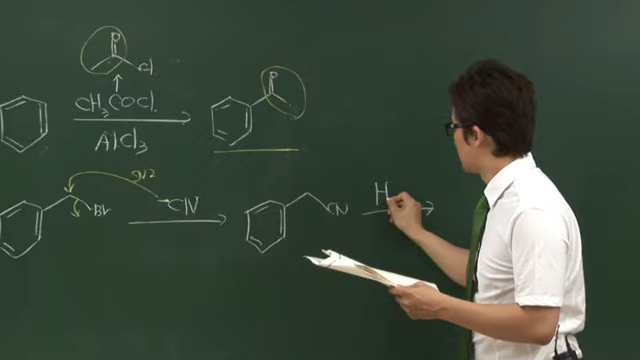 O
Cl
CH₃COCl
O
AlCl₃
SN2
Br
⁻CN
CN
H